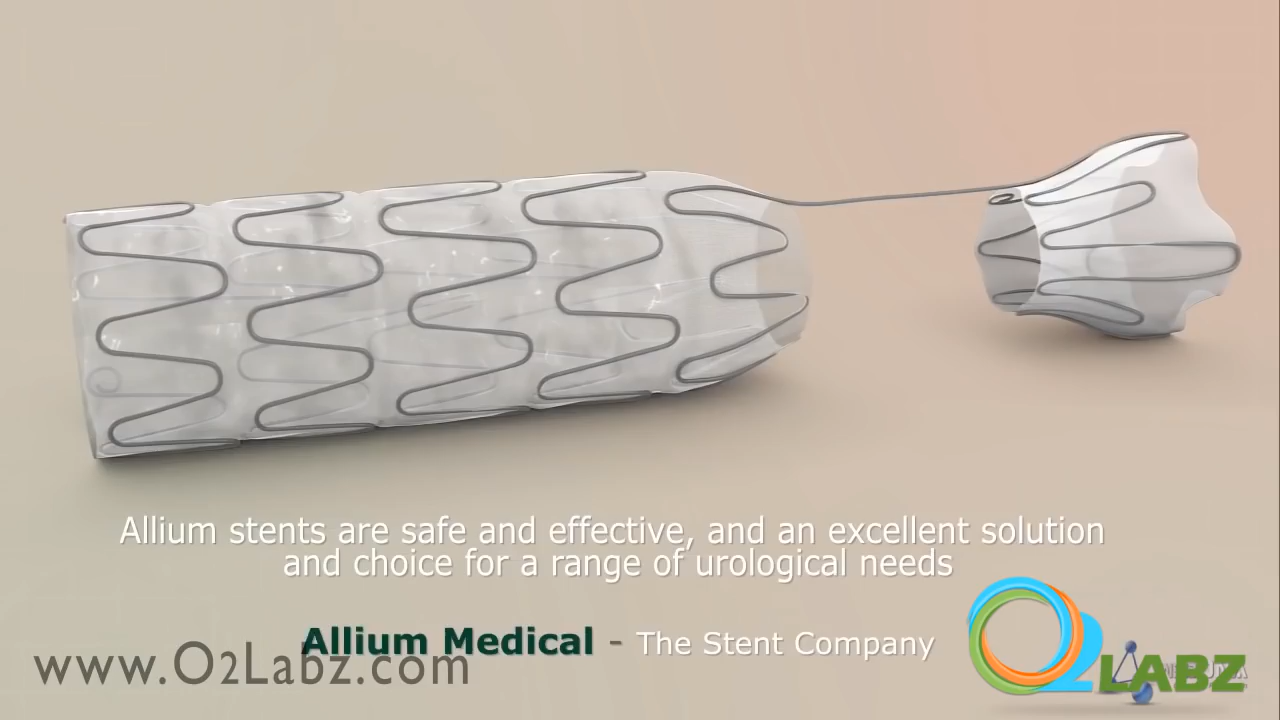 Allium stents are safe and effective, and an excellent solution
and choice for a range of urological needs
Allium Medical - The Stent Company
www.O2Labz.com
O2 LABZ